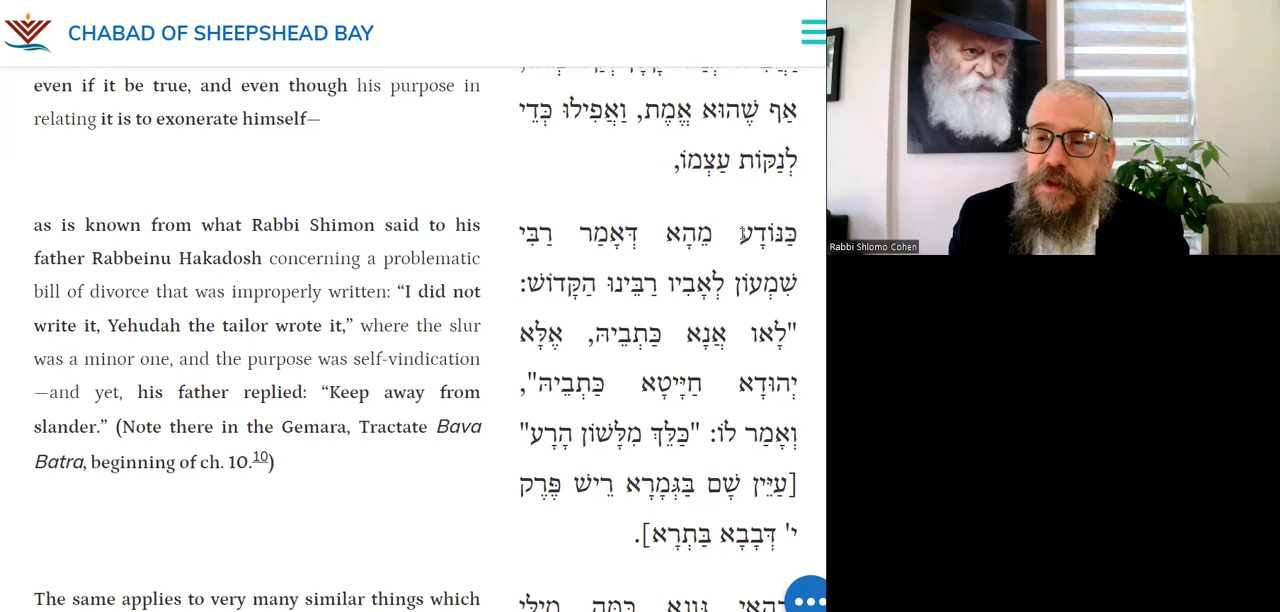 CHABAD OF SHEEPSHEAD BAY
even if it be true, and even though his purpose in
relating it is to exonerate himself—
as is known from what Rabbi Shimon said to his
father Rabbeinu Hakadosh concerning a problematic
bill of divorce that was improperly written: “I did not
write it, Yehudah the tailor wrote it,” where the slur
was a minor one, and the purpose was self-vindication
—and yet, his father replied: “Keep away from
slander.” (Note there in the Gemara, Tractate Bava
Batra, beginning of ch. 10.10)
The same applies to very many similar things which
אַף שֶׁהוּא אֱמֶת, וַאֲפִילוּ כְּדֵי
לְנַקּוֹת עַצְמוֹ,
כַּנּוֹדָע מֵהָא דְּאָמַר רַבִּי
שִׁמְעוֹן לְאָבִיו רַבֵּינוּ הַקָּדוֹשׁ:
"לָאו אֲנָא כַּתְבֵיהּ, אֶלָּא
יְהוּדָא חַיָּיטָא כַּתְבֵיהּ",
וְאָמַר לוֹ: "כַּלֵּךְ מִלָּשׁוֹן הָרָע"
[עַיֵּין שָׁם בַּגְּמָרָא רֵישׁ פֶּרֶק
י' דְּבָבָא בַּתְרָא].
Rabbi Shlomo Cohen